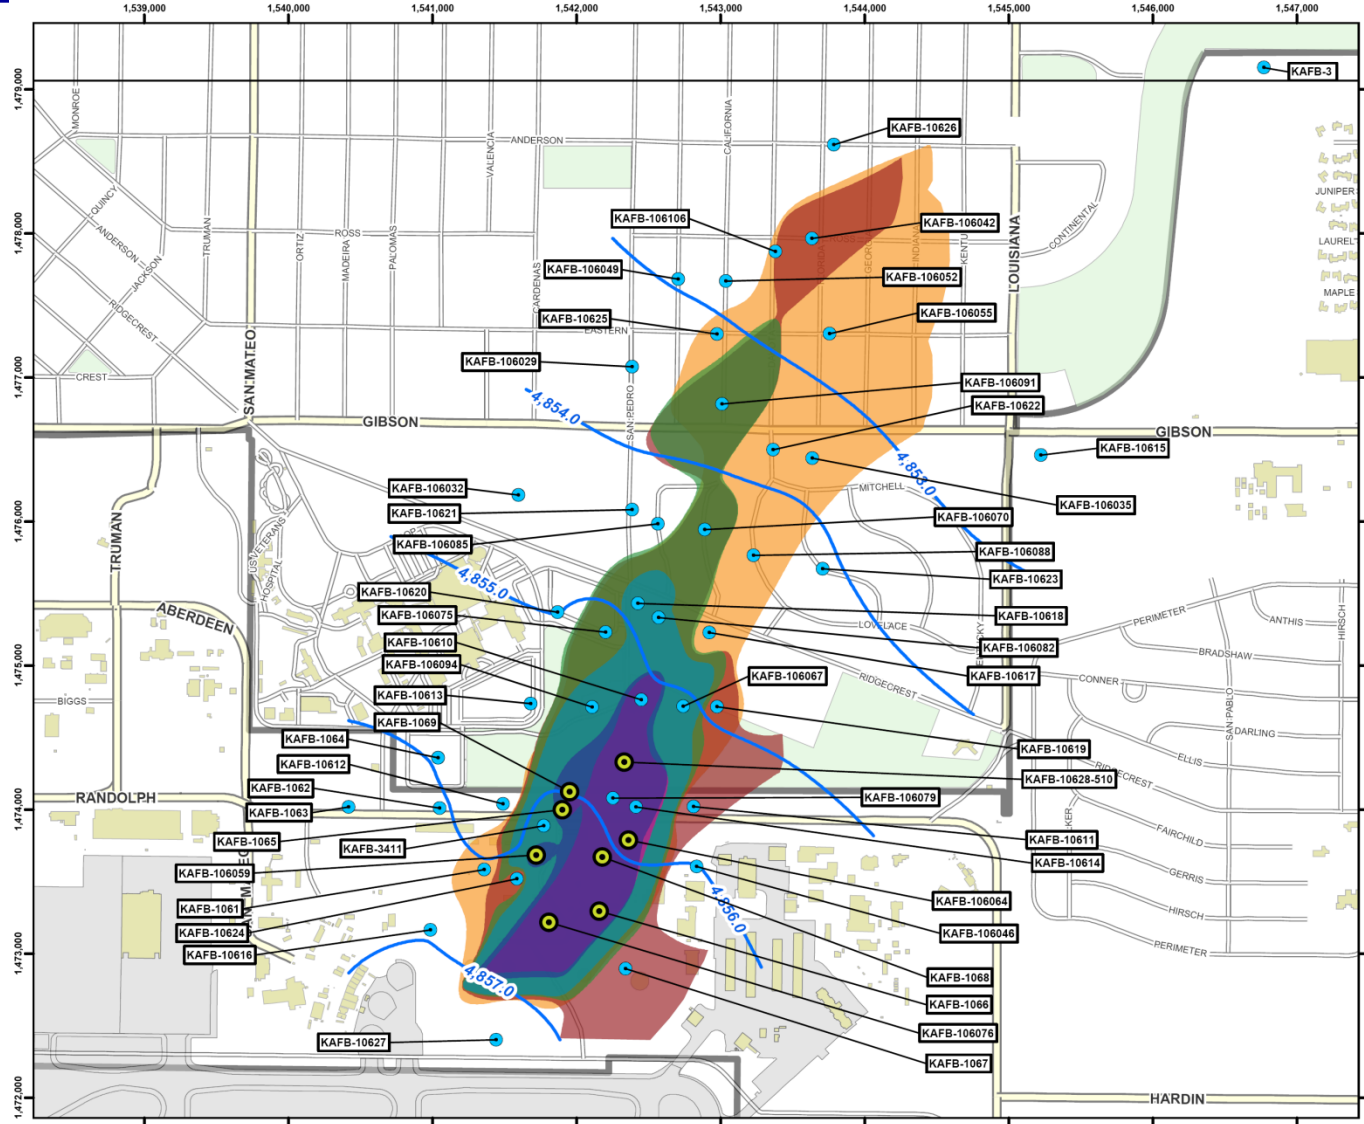 1,539,000
1,540,000
1,541,000
1,542,000
1,543,000
1,544,000
1,545,000
1,546,000
1,547,000
1,479,000
1,478,000
1,477,000
1,476,000
1,475,000
1,474,000
1,473,000
1,472,000
KAFB-3
KAFB-10626
MONROE
CALIFORNIA
VALENCIA
ANDERSON
QUINCY
ANDERSON
JACKSON
RIDGECREST
TRUMAN
ORTIZ
ROSS
MADEIRA
PALOMAS
CARDENAS
EASTERN
CREST
SAN MATEO
SAN PEDRO
GEORG
INDIANA
KENTU
LOUISIANA
CONTINENTAL
JUNIPER
LAUREL
MAPLE
KAFB-106106
KAFB-106042
KAFB-106049
KAFB-106052
KAFB-10625
KAFB-106055
KAFB-106029
KAFB-106091
KAFB-10622
4,854.0
GIBSON
GIBSON
4,853.0
KAFB-10615
KAFB-106032
KAFB-10621
MITCHELL
KAFB-106035
KAFB-106070
KAFB-106085
KAFB-106088
KAFB-10623
TRUMAN
US VETERANS
HOSPITAL
4,855.0
KAFB-10620
KAFB-106075
KAFB-10618
ABERDEEN
LOVELACE
KAFB-10610
KAFB-106082
KAFB-106094
KAFB-106067
KAFB-10617
PERIMETER
ANTHIS
HIRSCH
BRADSHAW
CONNER
RIDGECREST
SAN PABLO
DARLING
ELLIS
RIDGECREST
BIGGS
KAFB-10613
KAFB-1069
KAFB-1064
KAFB-10619
KAFB-10612
KAFB-10628-510
KAFB-1062
RANDOLPH
KAFB-106079
KAFB-1063
KAFB-1065
KAFB-3411
KAFB-10611
KAFB-10614
FAIRCHILD
GERRIS
HIRSCH
PERIMETER
KAFB-106059
KAFB-1061
KAFB-106064
4,856.0
KAFB-10624
KAFB-106046
KAFB-10616
KAFB-1068
4,857.0
KAFB-1066
KAFB-106076
KAFB-10627
KAFB-1067
HARDIN